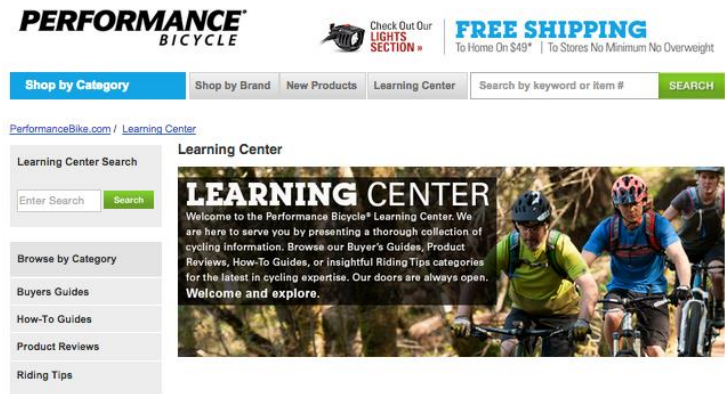 PERFORMANCE®
BICYCLE
Check Out Our
LIGHTS
SECTION »
FREE SHIPPING
To Home On $49* | To Stores No Minimum No Overweight
Shop by Category
Shop by Brand
New Products
Learning Center
Search by keyword or item #
SEARCH
PerformanceBike.com / Learning Center
Learning Center Search
Enter Search
Search
Browse by Category
Buyers Guides
How-To Guides
Product Reviews
Riding Tips
Learning Center
LEARNING CENTER
Welcome to the Performance Bicycle® Learning Center. We
are here to serve you by presenting a thorough collection of
cycling information. Browse our Buyer's Guides, Product
Reviews, How-To Guides, or insightful Riding Tips categories
for the latest in cycling expertise. Our doors are always open.
Welcome and explore.